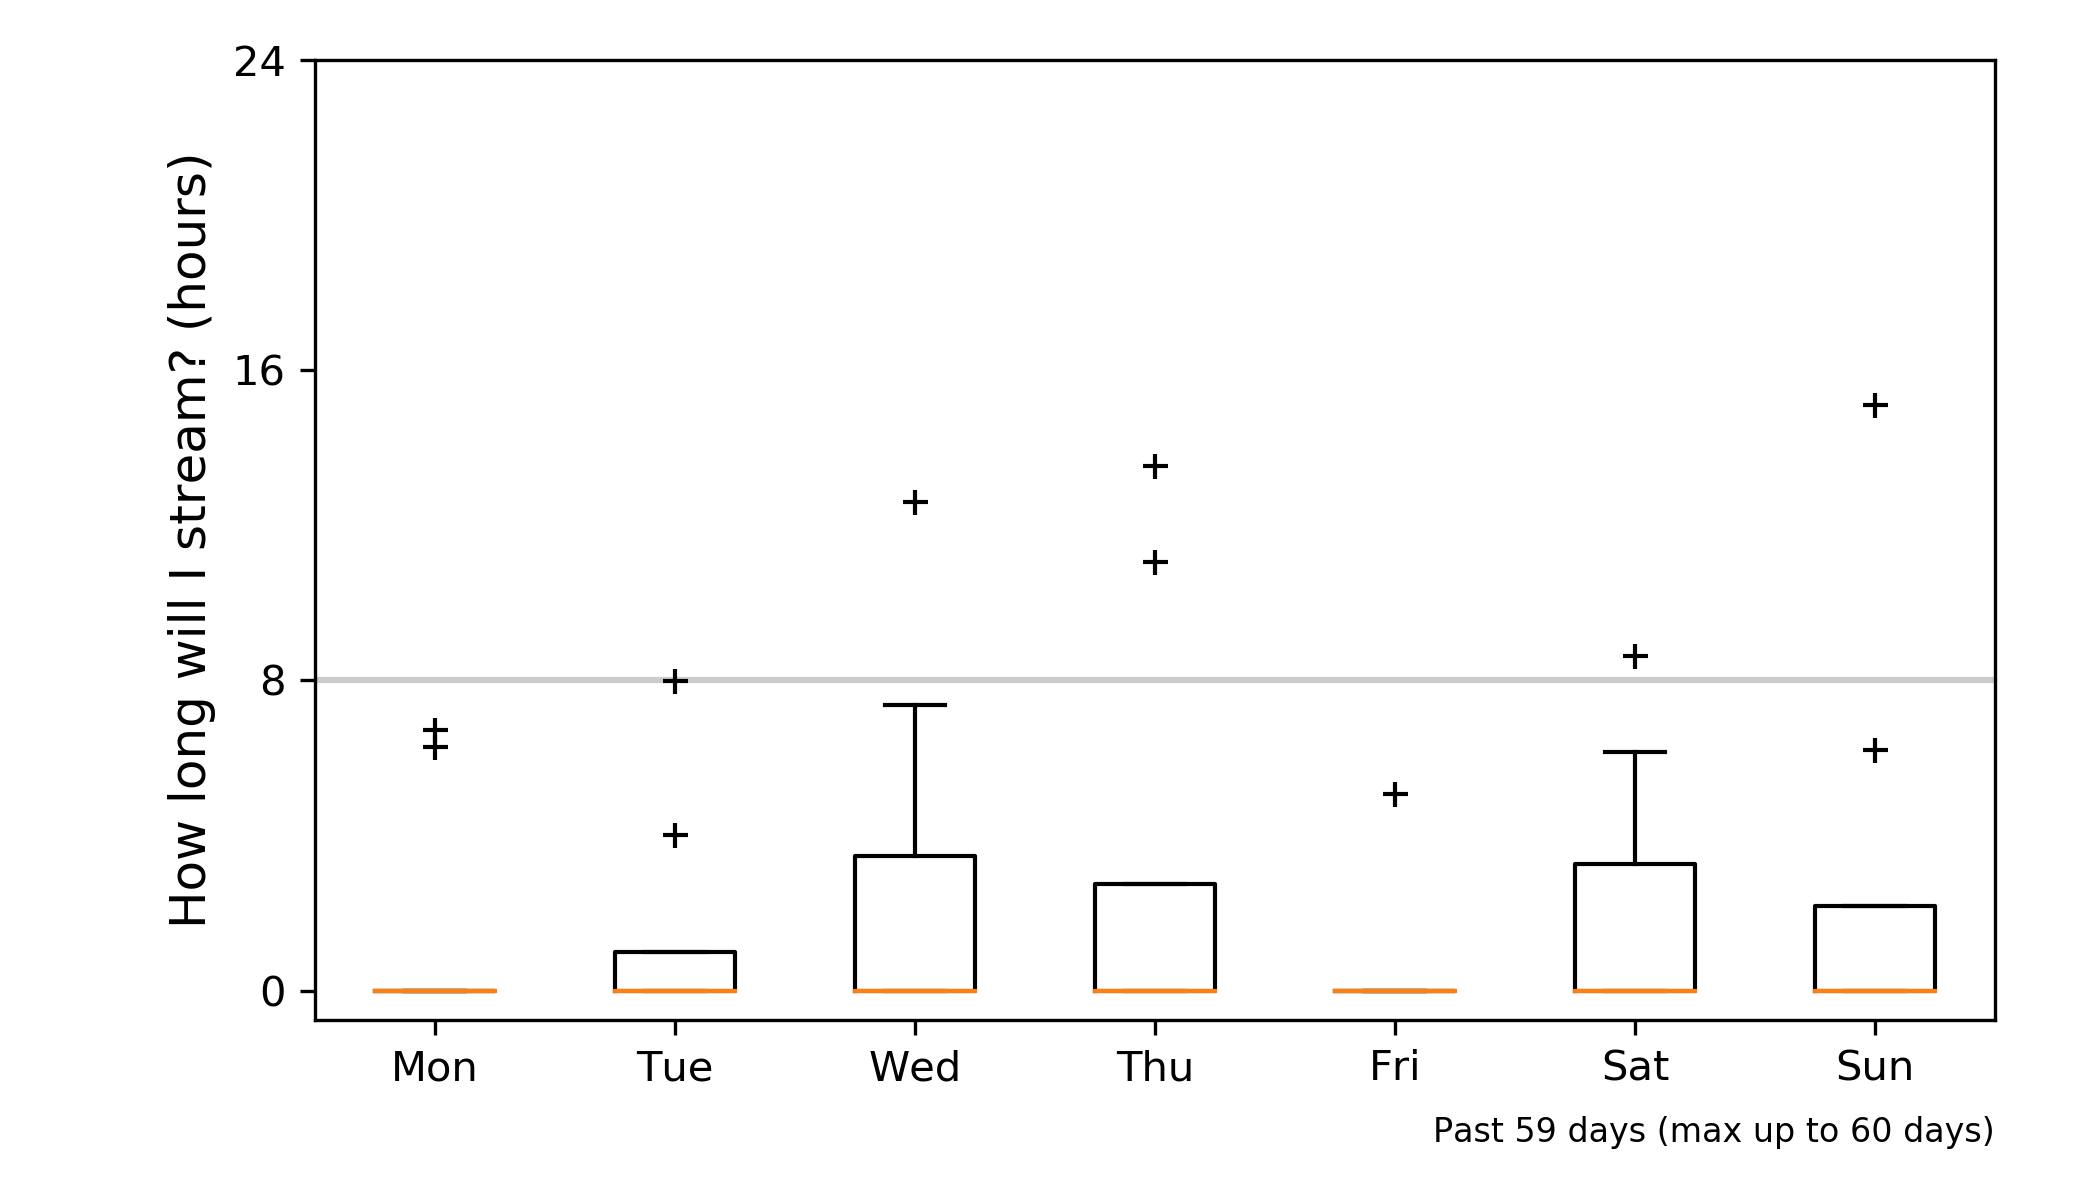 How long will I stream? (hours)
24
16
8
0
Mon Tue Wed Thu Fri Sat Sun
Past 59 days (max up to 60 days)